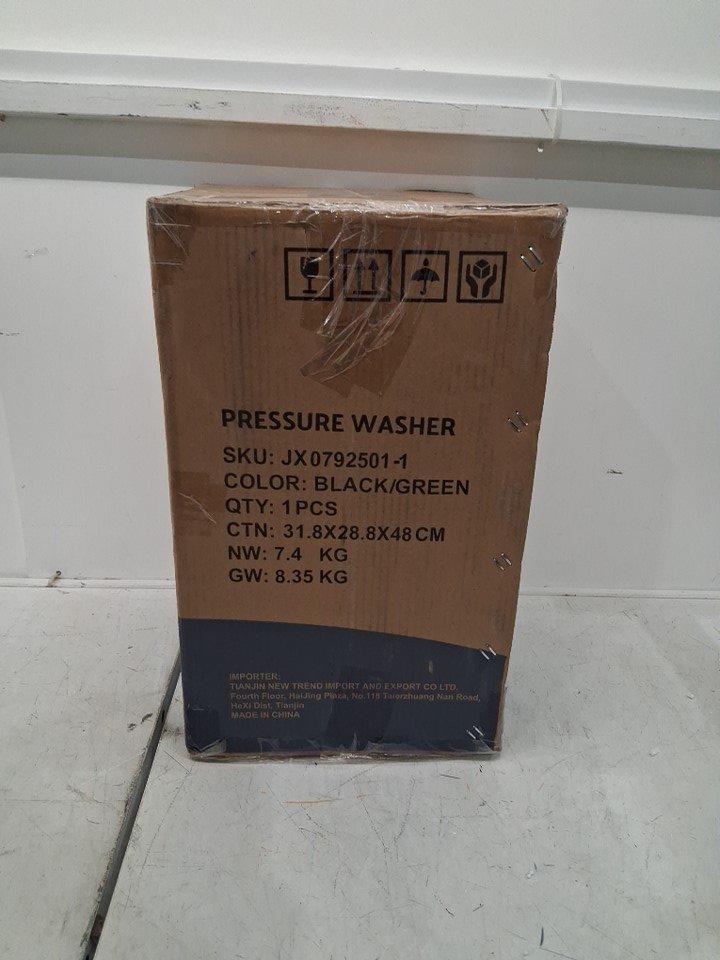 PRESSURE WASHER
SKU: JX0792501-1
COLOR: BLACK/GREEN
QTY: 1PCS
CTN: 31.8X28.8X48CM
NW: 7.4 KG
GW: 8.35 KG
IMPORTER:
TIANJIN NEW TREND IMPORT AND EXPORT CO LTD.
Fourth Floor, HaiJing Plaza, No.118 Taierzhuang Nan Road,
HeXi Dist, Tianjin
MADE IN CHINA